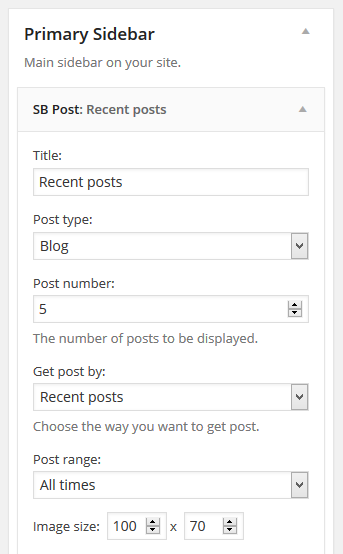 Primary Sidebar
Main sidebar on your site.
SB Post: Recent posts
Title:
Recent posts
Post type:
Blog
Post number:
5
The number of posts to be displayed.
Get post by:
Recent posts
Choose the way you want to get post.
Post range:
All times
Image size: 100 x 70